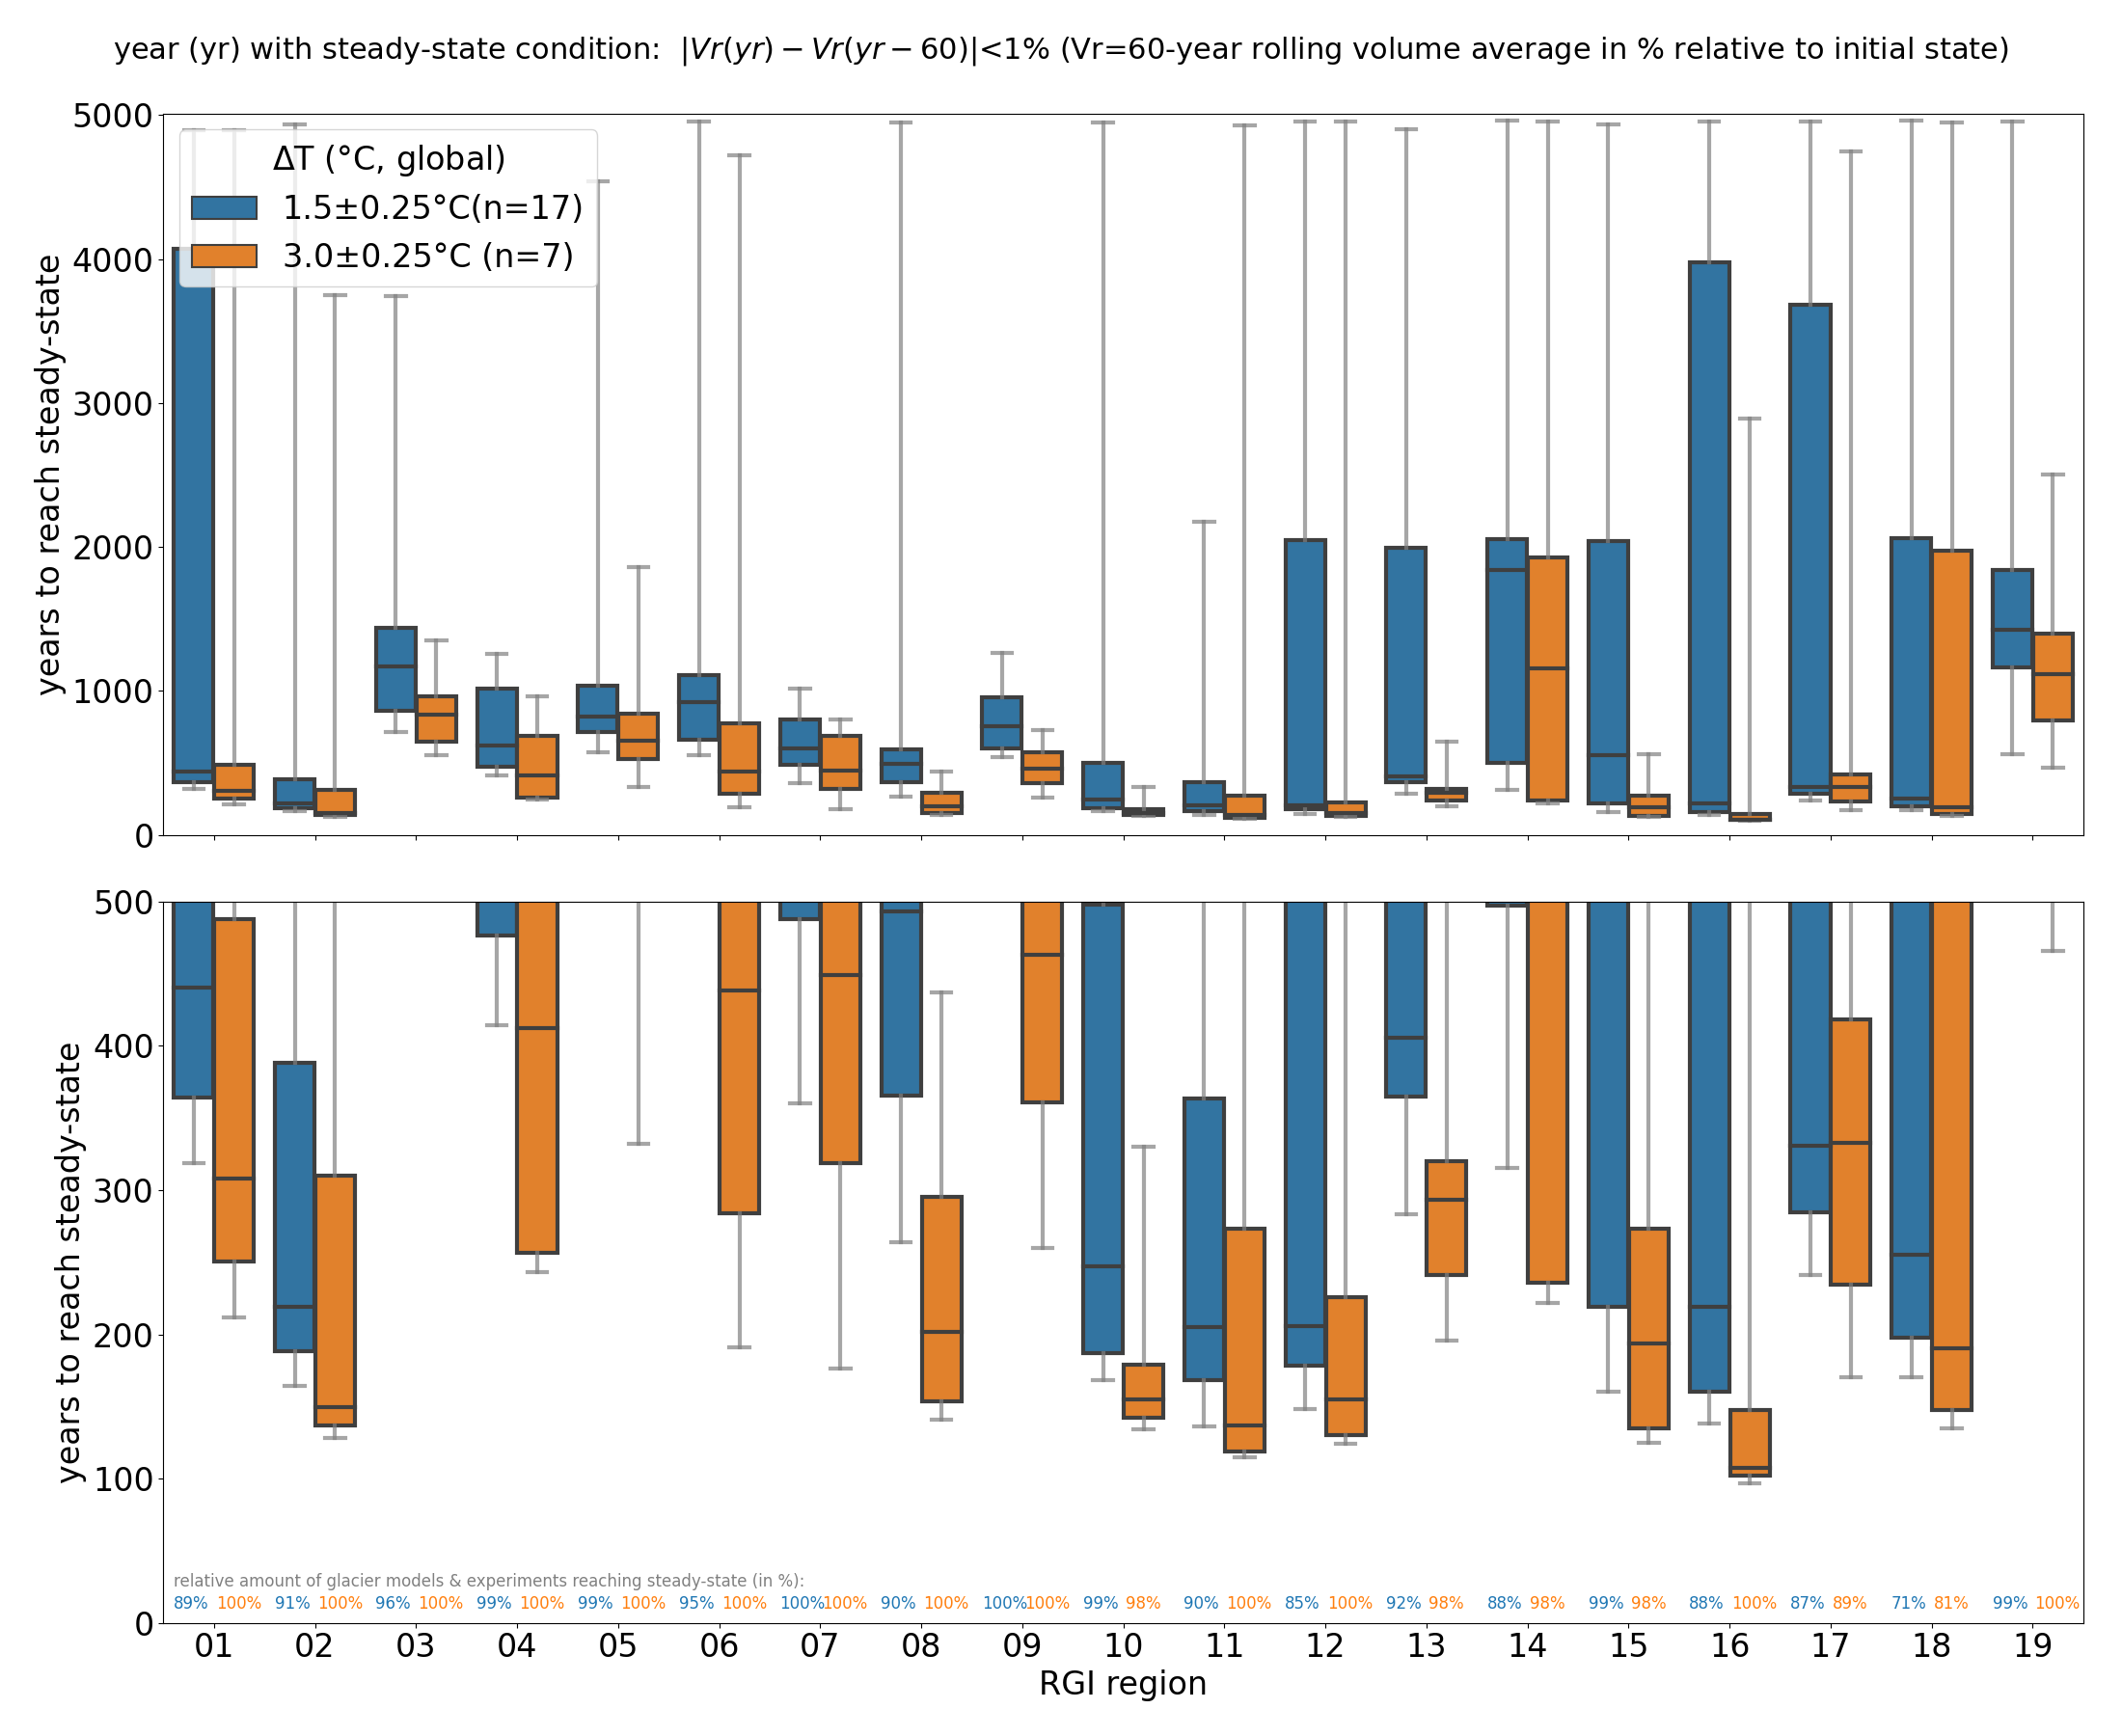 year (yr) with steady-state condition: |Vr(yr) − Vr(yr − 60)|<1% (Vr=60-year rolling volume average in % relative to initial state)
5000
4000
3000
2000
1000
0
years to reach steady-state
ΔT (°C, global)
1.5±0.25°C(n=17)
3.0±0.25°C (n=7)
500
400
300
200
100
0
years to reach steady-state
relative amount of glacier models & experiments reaching steady-state (in %):
89% 100% 91% 100% 96% 100% 99% 100% 99% 100% 95% 100% 100% 100% 90% 100% 100% 100% 99% 98% 90% 100% 85% 100% 92% 98% 88% 98% 99% 98% 88% 100% 87% 89% 71% 81% 99% 100%
01 02 03 04 05 06 07 08 09 10 11 12 13 14 15 16 17 18 19
RGI region